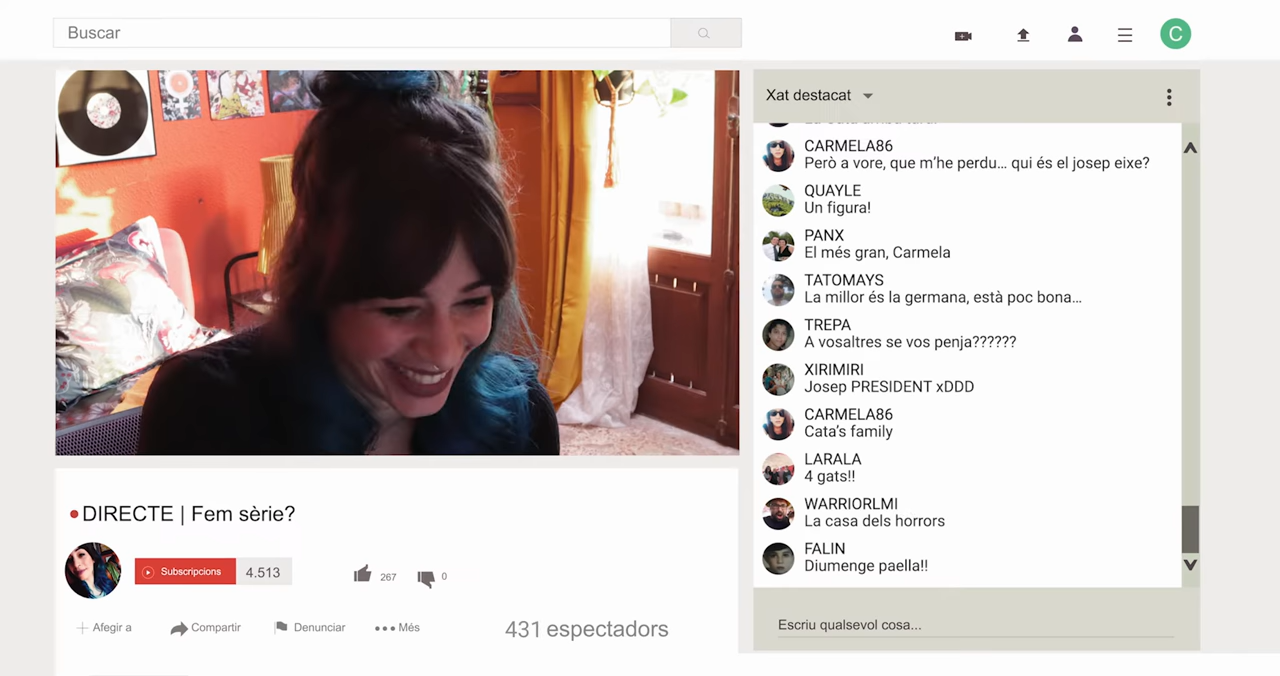 Buscar
C
Xat destacat
CARMELA86
Però a vore, que m'he perdu... qui és el josep eixe?
QUAYLE
Un figura!
PANX
El més gran, Carmela
TATOMAYS
La millor és la germana, està poc bona...
TREPA
A vosaltres se vos penja??????
XIRIMIRI
Josep PRESIDENT xDDD
CARMELA86
Cata's family
LARALA
4 gats!!
WARRIORLMI
La casa dels horrors
FALIN
Diumenge paella!!
Escriu qualsevol cosa...
DIRECTE | Fem sèrie?
Subscripcions 4.513
267 0
Afegir a Compartir Denunciar Més
431 espectadors